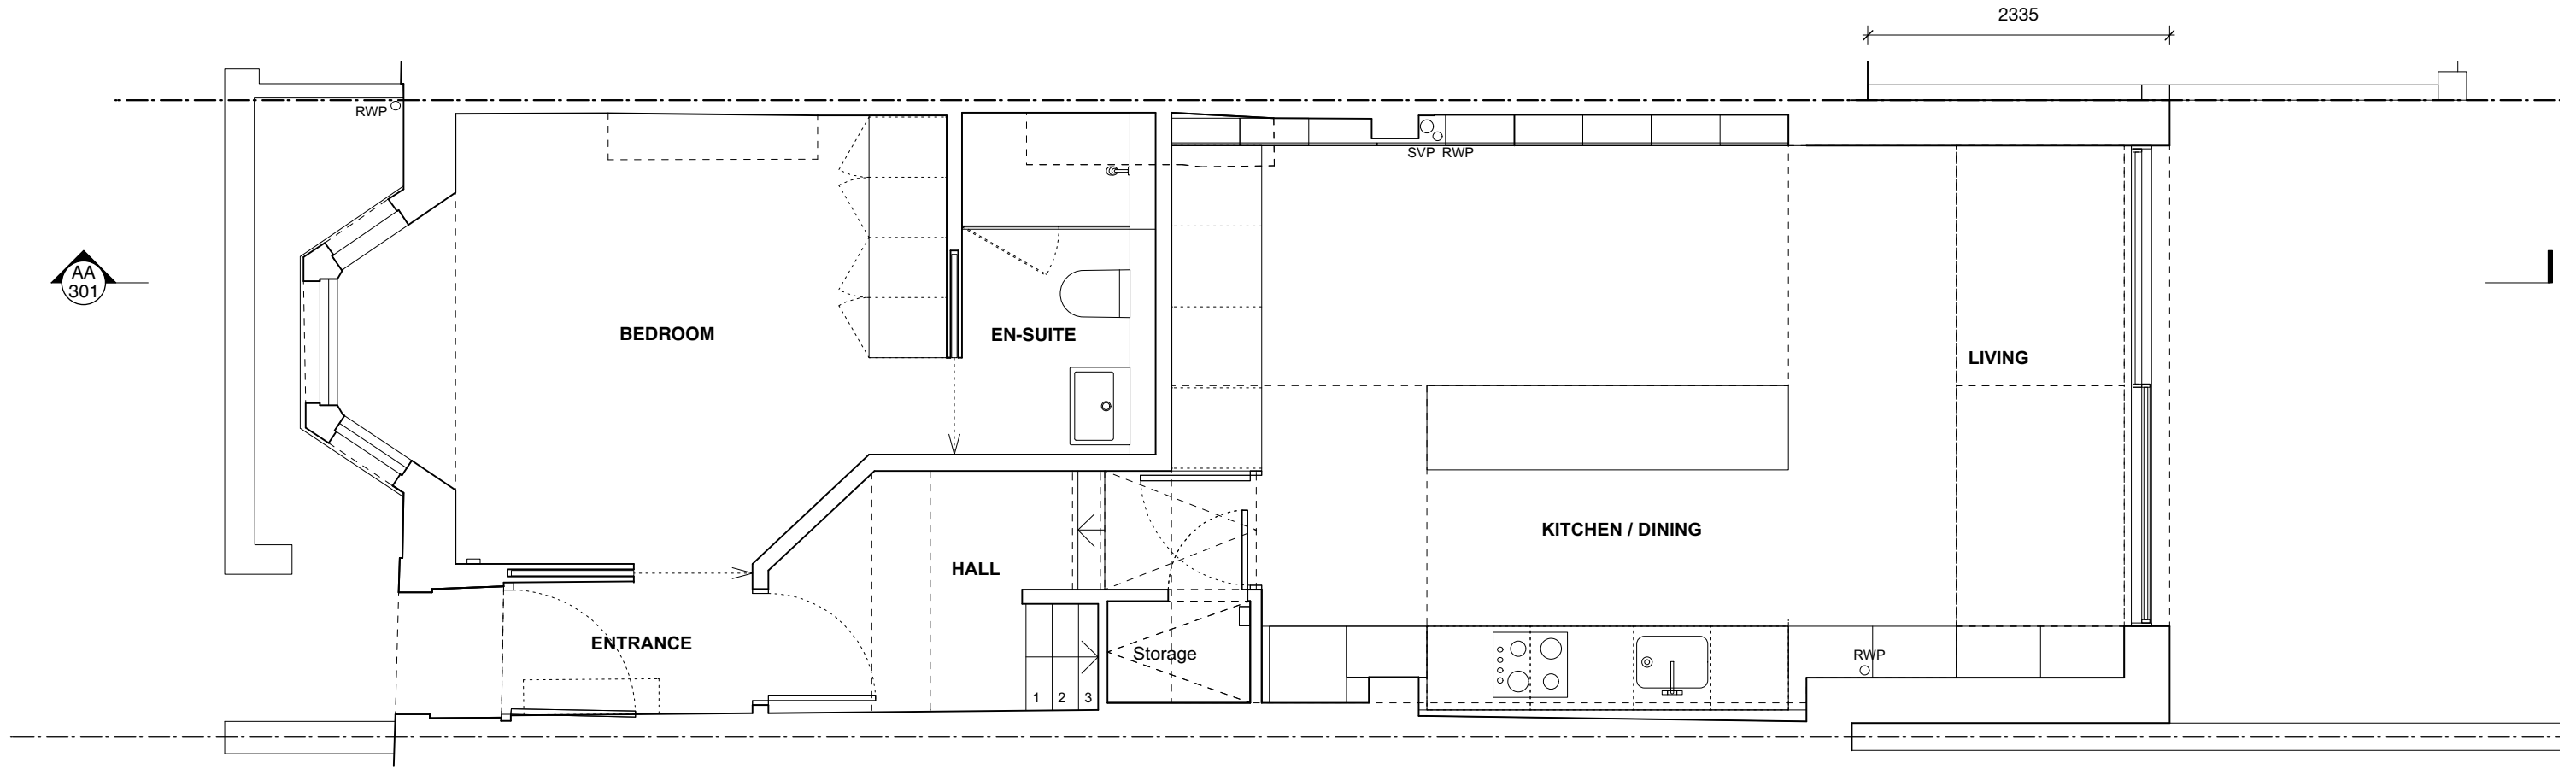 2335
RWP
SVP RWP
AA
301
BEDROOM
EN-SUITE
LIVING
KITCHEN / DINING
HALL
ENTRANCE
Storage
RWP
1 2 3